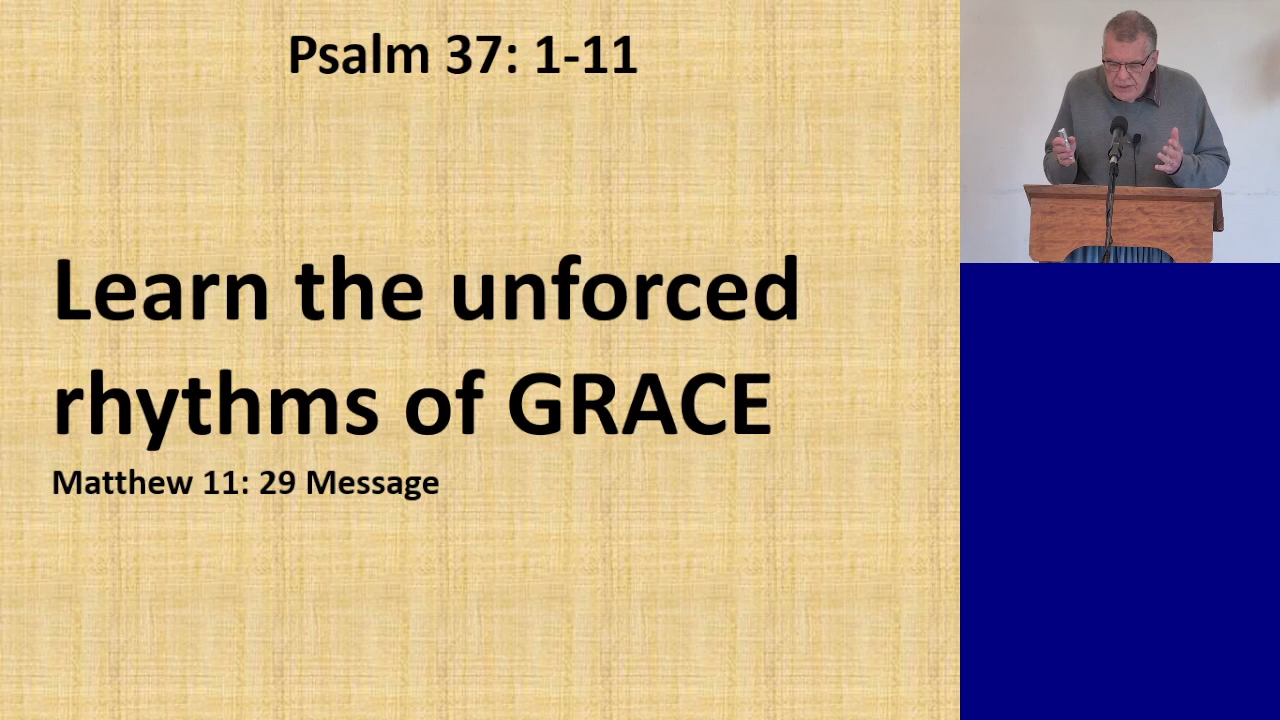 Psalm 37: 1-11
Learn the unforced
rhythms of GRACE
Matthew 11: 29 Message